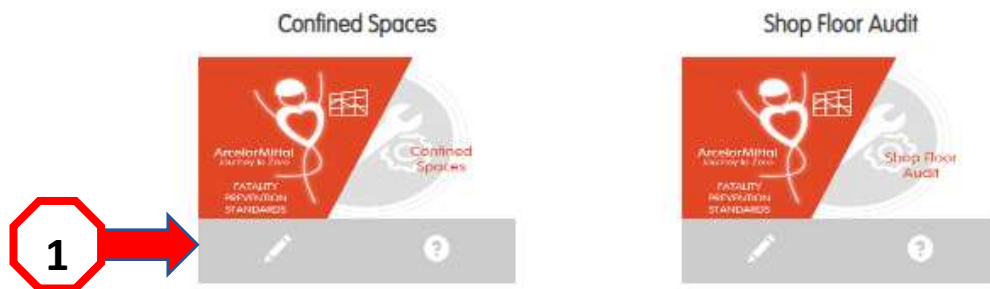 Confined Spaces
Shop Floor Audit
ArcelorMittal
Journey to Zero
FATALITY
PREVENTION
STANDARDS
Confined
Spaces
ArcelorMittal
Journey to Zero
FATALITY
PREVENTION
STANDARDS
Shop Floor
Audit
1
?
?